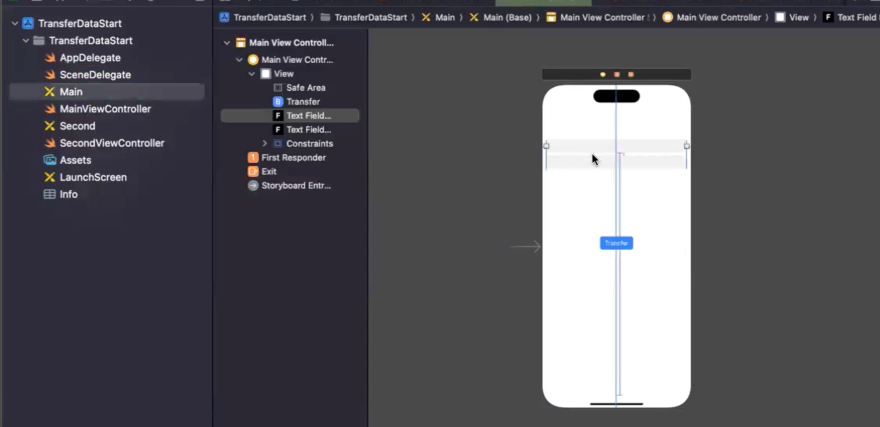 TransferDataStart
TransferDataStart
AppDelegate
SceneDelegate
Main
MainViewController
Second
SecondViewController
Assets
LaunchScreen
Info
TransferDataStart 〉 TransferDataStart 〉 Main 〉 Main (Base) 〉 Main View Controller 〉 Main View Controller 〉 View 〉 F Text Field
Main View Controll...
Main View Contr...
View
Safe Area
B Transfer
F Text Field...
F Text Field...
Constraints
1 First Responder
Exit
Storyboard Entr...
Transfer